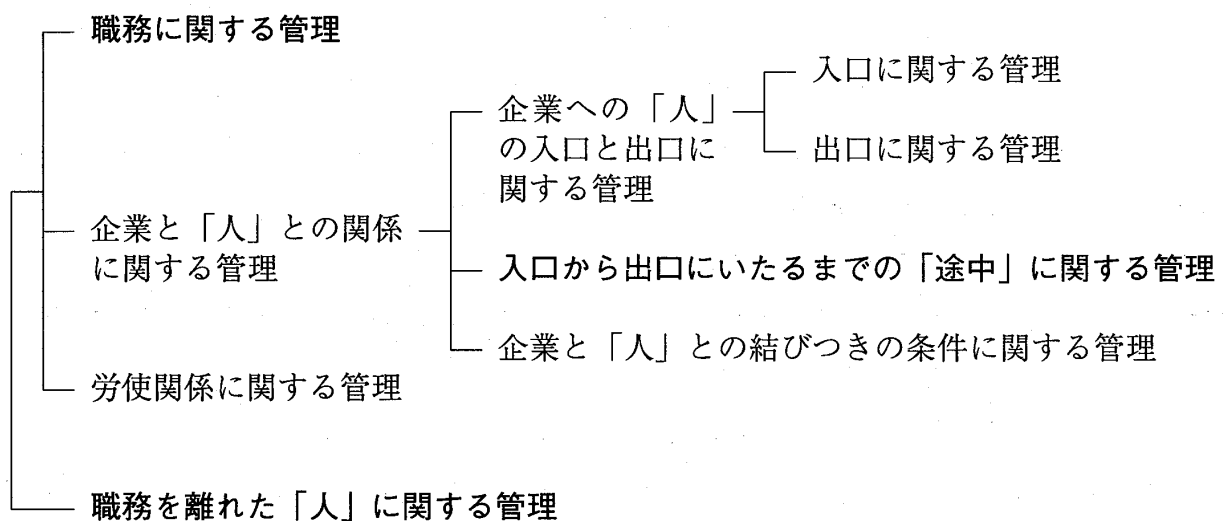 職務に関する管理
入口に関する管理
企業への「人」
の入口と出口に
関する管理
出口に関する管理
企業と「人」との関係
に関する管理
入口から出口にいたるまでの「途中」に関する管理
企業と「人」との結びつきの条件に関する管理
労使関係に関する管理
職務を離れた「人」に関する管理